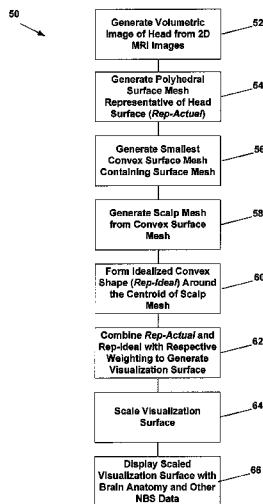 50
Generate Volumetric
Image of Head from 2D
MRI Images
52
Generate Polyhedral
Surface Mesh
Representative of Head
Surface (Rep-Actual)
54
Generate Smallest
Convex Surface Mesh
Containing Surface Mesh
56
Generate Scalp Mesh
from Convex Surface
Mesh
58
Form Idealized Convex
Shape (Rep-Ideal) Around
the Centroid of Scalp
Mesh
60
Combine Rep-Actual and
Rep-Ideal with Respective
Weighting to Generate
Visualization Surface
62
Scale Visualization
Surface
64
Display Scaled
Visualization Surface with
Brain Anatomy and Other
NBS Data
66